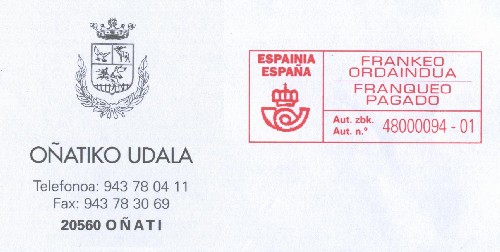 OÑATIKO UDALA
Telefonoa: 943 78 04 11
Fax: 943 78 30 69
20560 OÑATI
ESPAINIA
ESPAÑA
FRANKEO
ORDAINDUA
FRANQUEO
PAGADO
Aut. zbk.
Aut. n.º
48000094 - 01